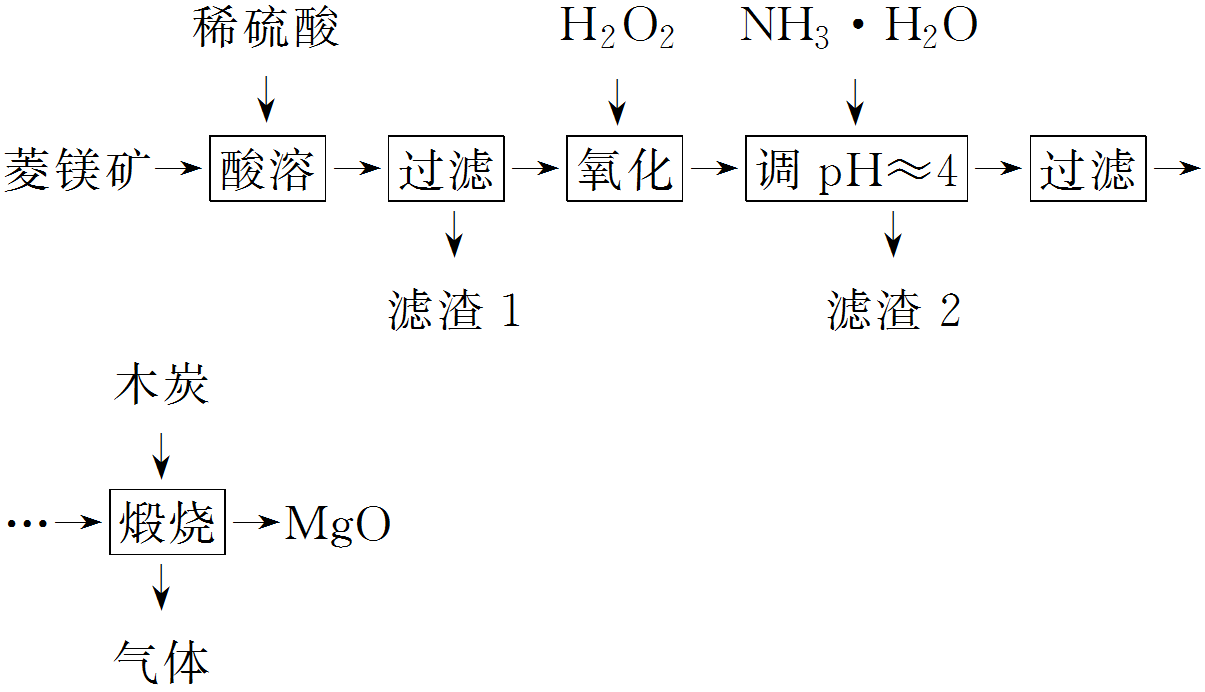 稀硫酸 H₂O₂ NH₃·H₂O
菱镁矿→酸溶→过滤→氧化→调 pH≈4→过滤→
滤渣 1 滤渣 2
木炭
…→煅烧→MgO
气体